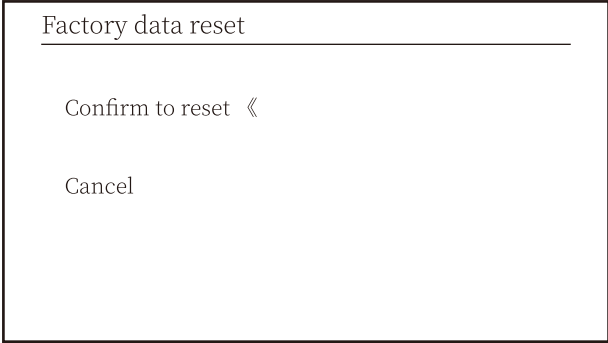 Factory data reset
Confirm to reset 《
Cancel